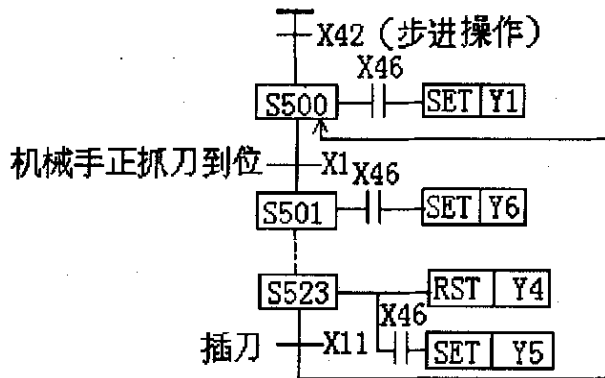 X42（步进操作）
X46
S500 SET Y1
机械手正抓刀到位 X1 X46
S501 SET Y6
S523 RST Y4
X46
插刀 X11 SET Y5